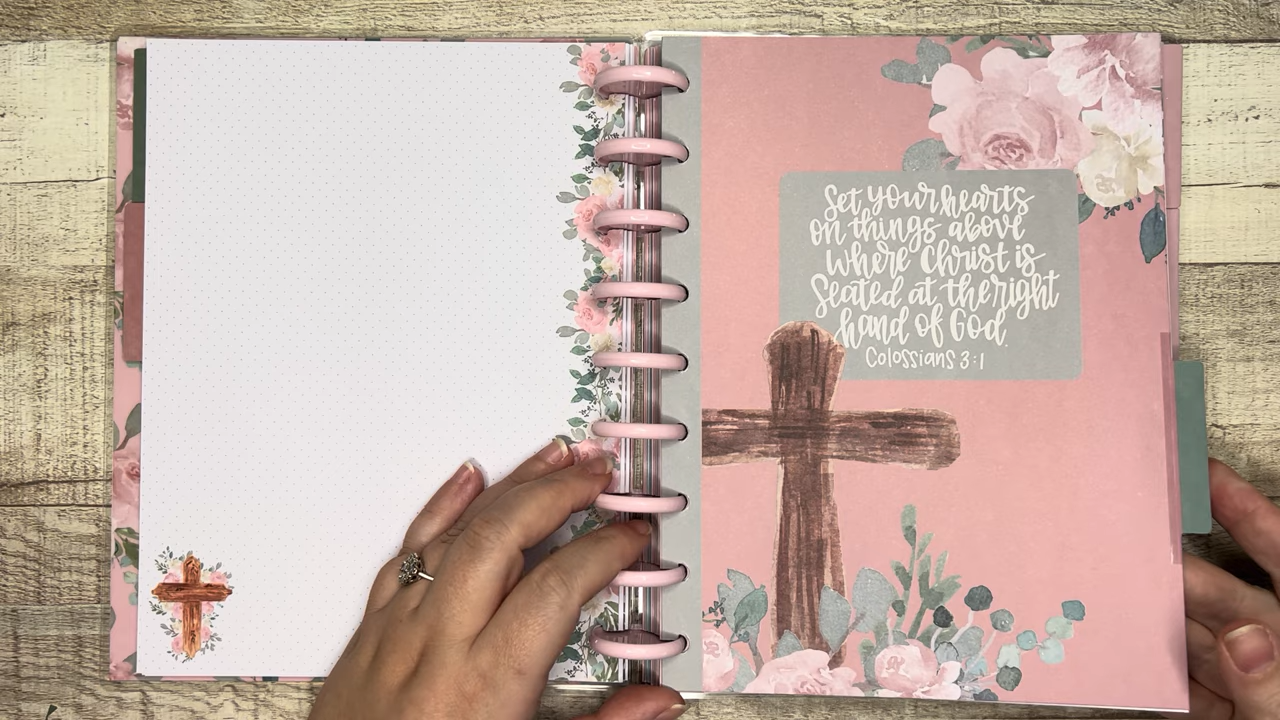 Set your hearts
on things above
where Christ is
Seated at the right
hand of God.
Colossians 3:1